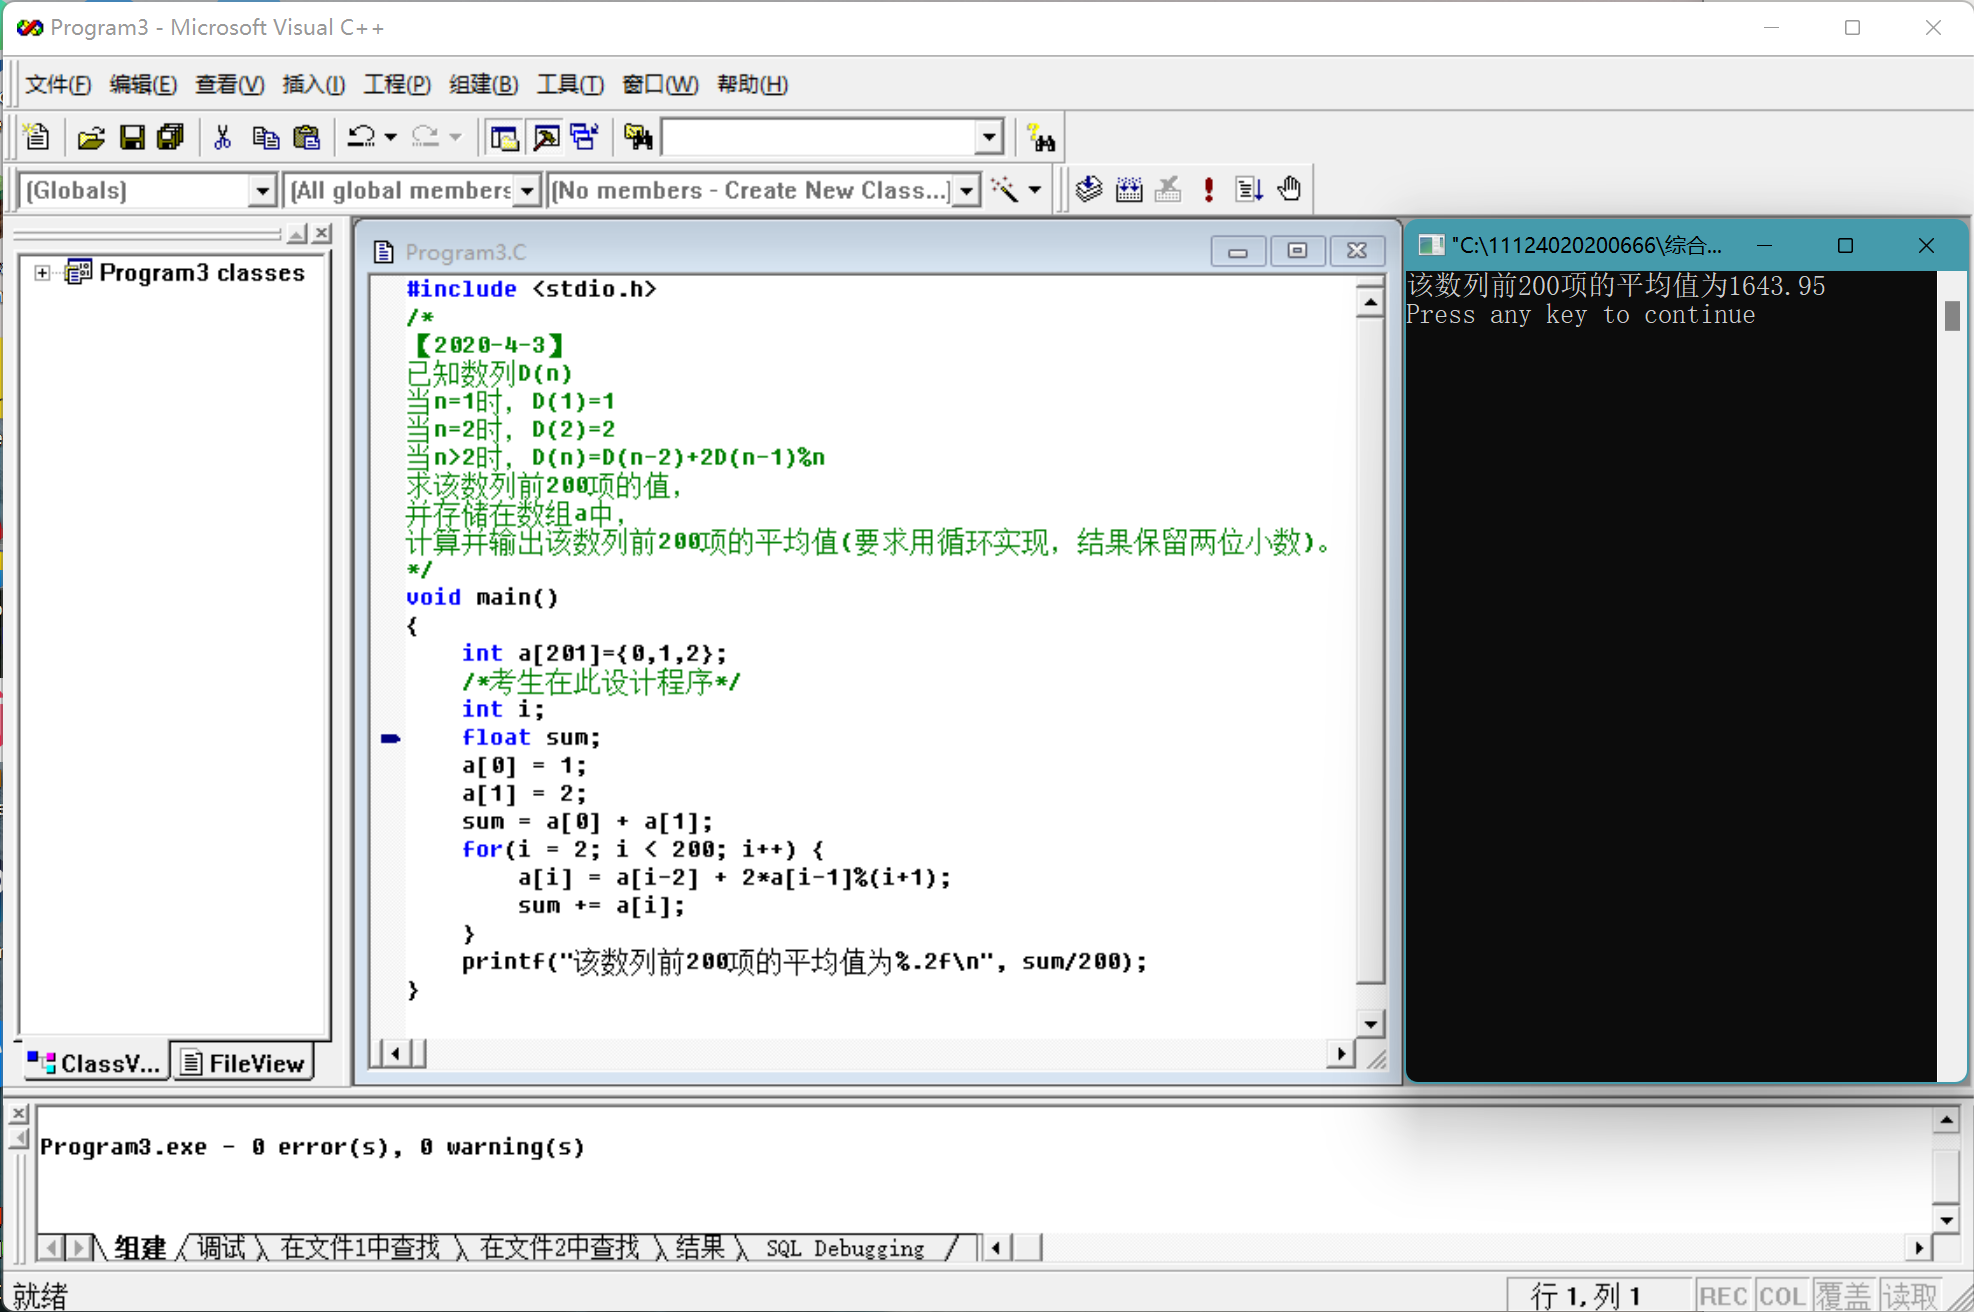 Program3 - Microsoft Visual C++
文件(F) 编辑(E) 查看(V) 插入(I) 工程(P) 组建(B) 工具(T) 窗口(W) 帮助(H)
(Globals) (All global members (No members - Create New Class...)
Program3 classes
ClassV... FileView
Program3.C
#include <stdio.h>
/*
【2020-4-3】
已知数列D(n)
当n=1时，D(1)=1
当n=2时，D(2)=2
当n>2时，D(n)=D(n-2)+2D(n-1)%n
求该数列前200项的值，
并存储在数组a中，
计算并输出该数列前200项的平均值(要求用循环实现，结果保留两位小数)。
*/
void main()
{
int a[201]={0,1,2};
/*考生在此设计程序*/
int i;
float sum;
a[0] = 1;
a[1] = 2;
sum = a[0] + a[1];
for(i = 2; i < 200; i++) {
a[i] = a[i-2] + 2*a[i-1]%(i+1);
sum += a[i];
}
printf("该数列前200项的平均值为%.2f\n", sum/200);
}
"C:\11124020200666\综合...
该数列前200项的平均值为1643.95
Press any key to continue
Program3.exe - 0 error(s), 0 warning(s)
组建 调试 在文件1中查找 在文件2中查找 结果 SQL Debugging
就绪 行 1, 列 1 REC COL 覆盖 读取